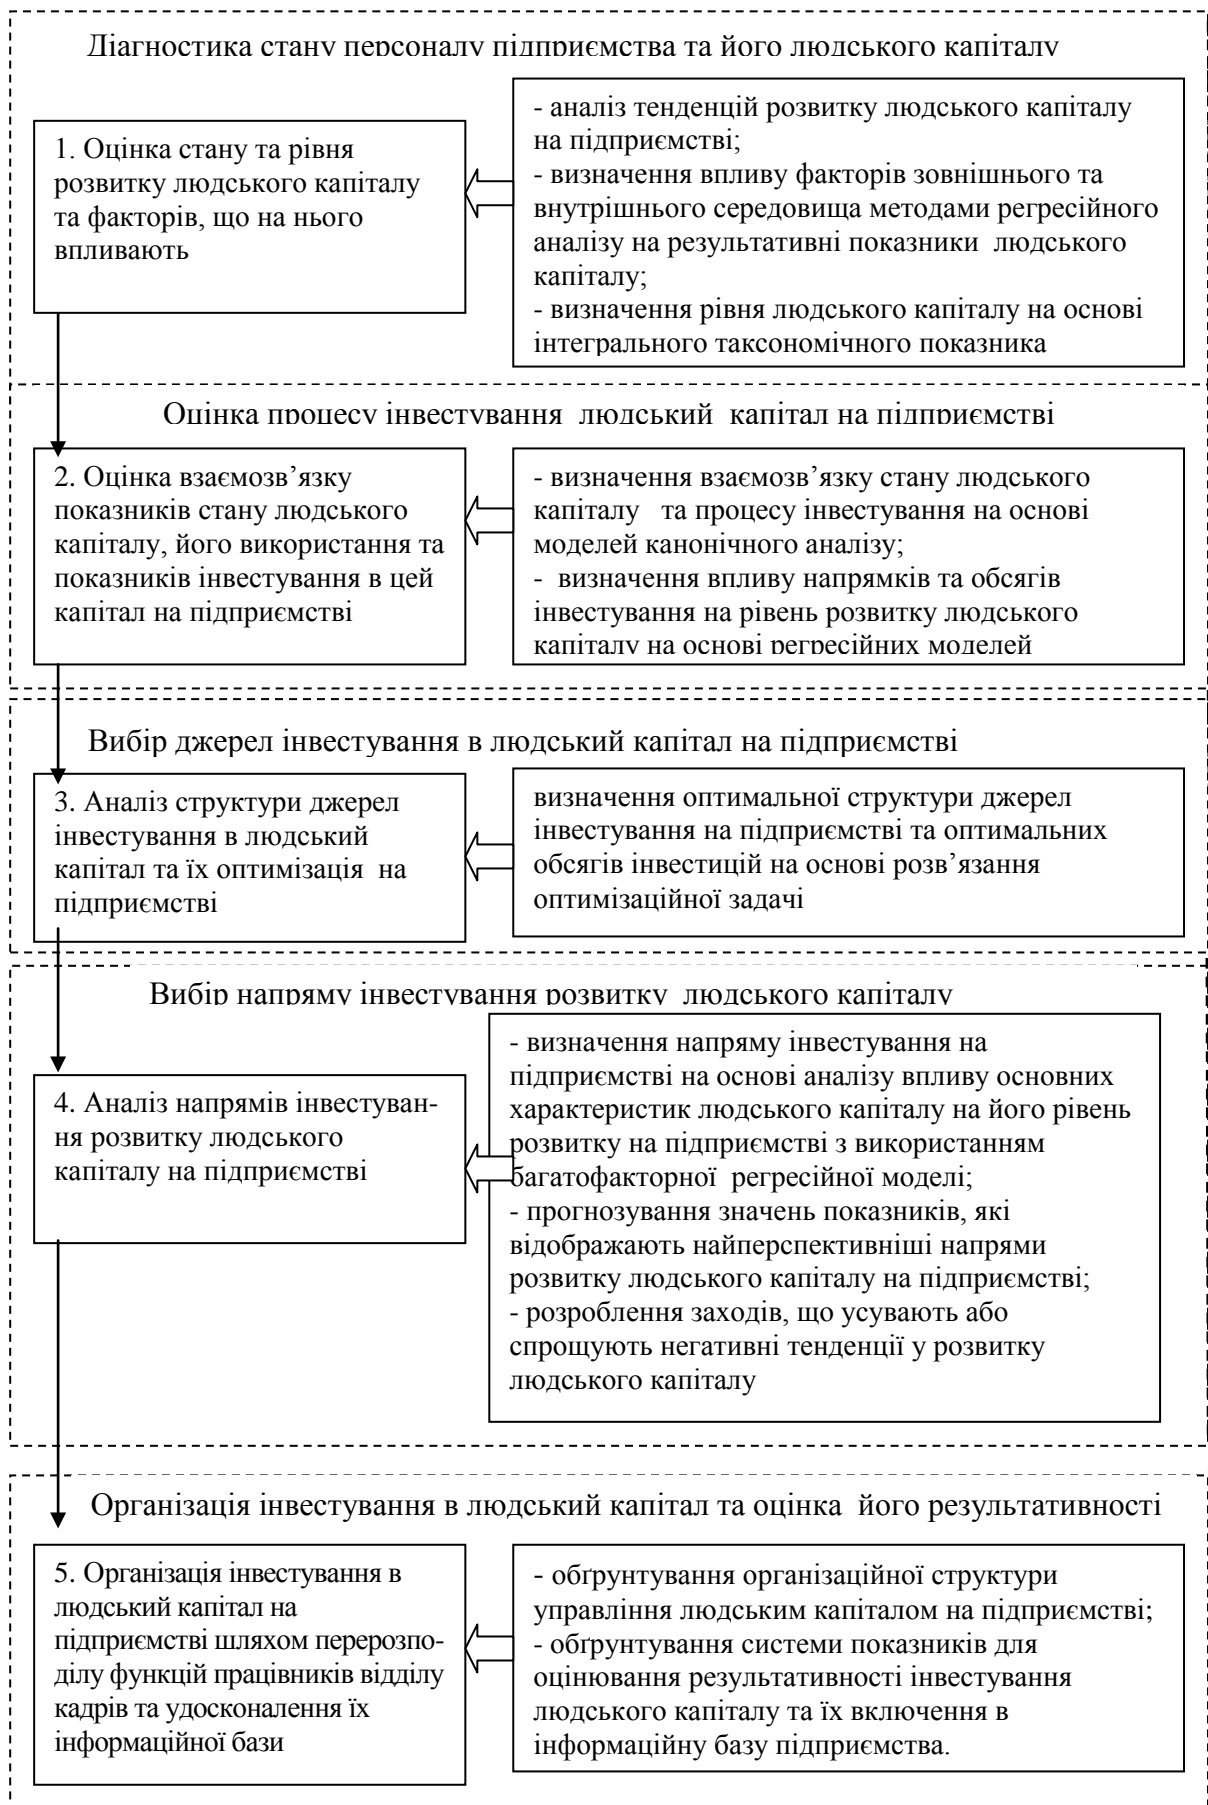 Діагностика стану персоналу підприємства та його людського капіталу
1. Оцінка стану та рівня
розвитку людського капіталу
та факторів, що на нього
впливають
- аналіз тенденцій розвитку людського капіталу
на підприємстві;
- визначення впливу факторів зовнішнього та
внутрішнього середовища методами регресійного
аналізу на результативні показники  людського
капіталу;
- визначення рівня людського капіталу на основі
інтегрального таксономічного показника
Оцінка процесу інвестування  людський  капітал на підприємстві
2. Оцінка взаємозв’язку
показників стану людського
капіталу, його використання та
показників інвестування в цей
капітал на підприємстві
- визначення взаємозв’язку стану людського
капіталу   та процесу інвестування на основі
моделей канонічного аналізу;
-  визначення впливу напрямків та обсягів
інвестування на рівень розвитку людського
капіталу на основі регресійних моделей
Вибір джерел інвестування в людський капітал на підприємстві
3. Аналіз структури джерел
інвестування в людський
капітал та їх оптимізація  на
підприємстві
визначення оптимальної структури джерел
інвестування на підприємстві та оптимальних
обсягів інвестицій на основі розв’язання
оптимізаційної задачі
Вибір напряму інвестування розвитку  людського капіталу
4. Аналіз напрямів інвестуван-
ня розвитку людського
капіталу на підприємстві
- визначення напряму інвестування на
підприємстві на основі аналізу впливу основних
характеристик людського капіталу на його рівень
розвитку на підприємстві з використанням
багатофакторної  регресійної моделі;
- прогнозування значень показників, які
відображають найперспективніші напрями
розвитку людського капіталу на підприємстві;
- розроблення заходів, що усувають або
спрощують негативні тенденції у розвитку
людського капіталу
Організація інвестування в людський капітал та оцінка  його результативності
5. Організація інвестування в
людський капітал на
підприємстві шляхом перерозпо-
ділу функцій працівників відділу
кадрів та удосконалення їх
інформаційної бази
- обґрунтування організаційної структури
управління людським капіталом на підприємстві;
- обґрунтування системи показників для
оцінювання результативності інвестування
людського капіталу та їх включення в
інформаційну базу підприємства.